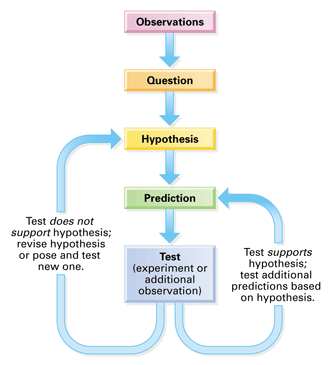 Observations
Question
Hypothesis
Prediction
Test
(experiment or
additional
observation)
Test does not
support hypothesis;
revise hypothesis
or pose and test
new one.
Test supports
hypothesis;
test additional
predictions based
on hypothesis.